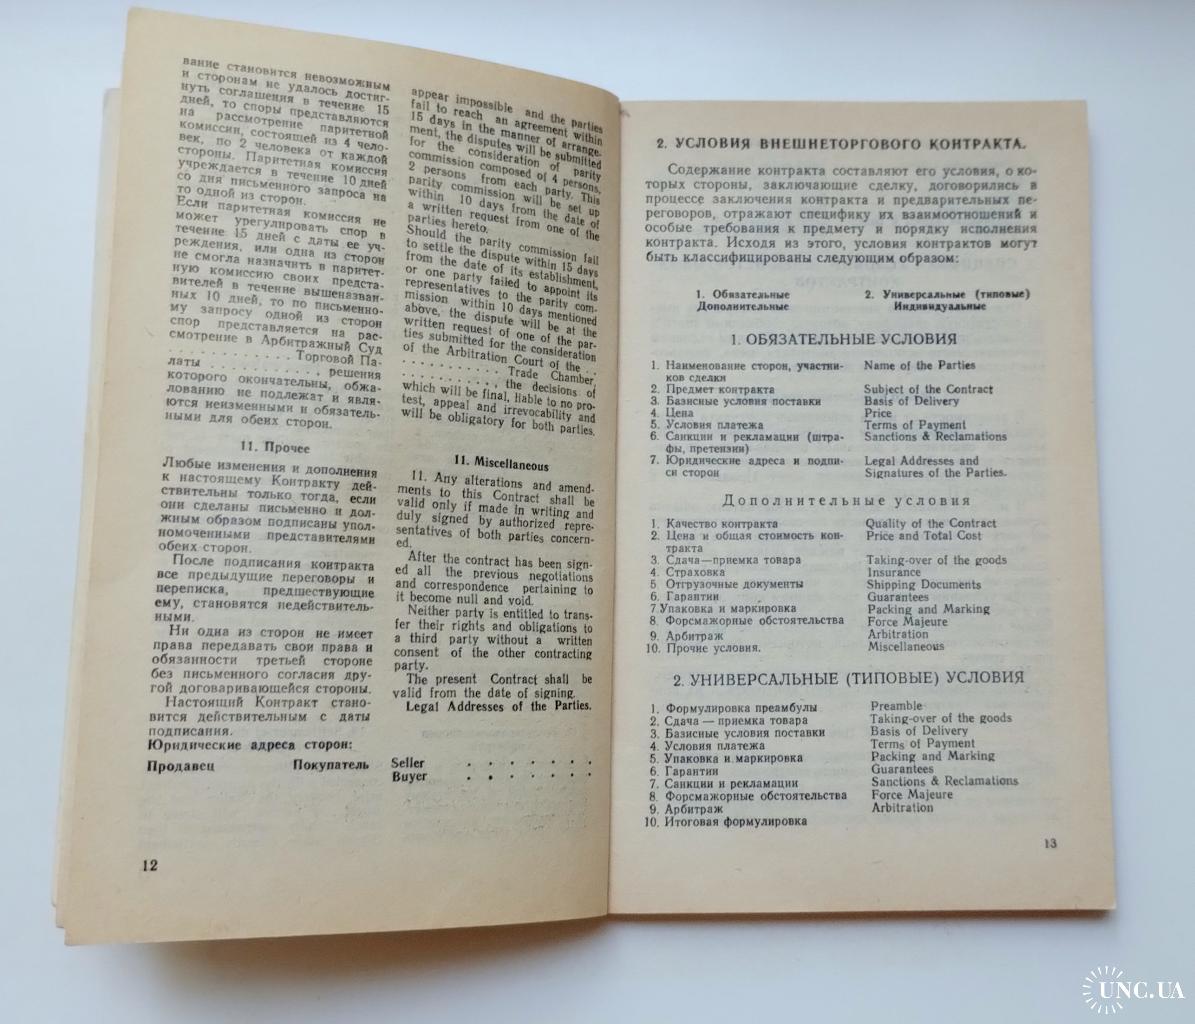 вание становится невозможным
и сторонам не удалось достиг-
нуть соглашения в течение 15
дней, то споры представляются
на рассмотрение паритетной
комиссии, состоящей из 4 чело-
век, по 2 человека от каждой
стороны. Паритетная комиссия
учреждается в течение 10 дней
со дня письменного запроса на
то одной из сторон.
Если паритетная комиссия не
может урегулировать спор в
течение 15 дней с даты ее уч-
реждения, или одна из сторон
не смогла назначить в паритет-
ную комиссию своих предста-
вителей в течение вышеназван-
ных 10 дней, то по письменно-
му запросу одной из сторон
спор представляется на рас-
смотрение в Арбитражный Суд
. . . . . . . . . . . Торговой Па-
латы . . . . . . . . . . , решения
которого окончательны, обжа-
лованию не подлежат и явля-
ются неизменными и обязатель-
ными для обеих сторон.
11. Прочее
Любые изменения и дополнения
к настоящему Контракту дей-
ствительны только тогда, если
они сделаны письменно и дол-
жным образом подписаны упол-
номоченными представителями
обеих сторон.
После подписания контракта
все предыдущие переговоры и
переписка, предшествующие
ему, становятся недействитель-
ными.
Ни одна из сторон не имеет
права передавать свои права и
обязанности третьей стороне
без письменного согласия дру-
гой договаривающейся стороны.
Настоящий Контракт стано-
вится действительным с даты
подписания.
Юридические адреса сторон:
Продавец Покупатель
appear impossible and the parties
fail to reach an agreement within
15 days in the manner of arrange-
ment, the disputes will be submitted
for the consideration of parity
commission composed of 4 persons,
2 persons from each party. This
parity commission will be set up
within 10 days from the date of
a written request from one of the
parties hereto.
Should the parity commission fail
to settle the dispute within 15 days
from the date of its establishment,
or one party failed to appoint its
representatives to the parity com-
mission within 10 days mentioned
above, the dispute will be at the
written request of one of the par-
ties submitted for the consideration
of the Arbitration Court of the . .
. . . . . . . . . . Trade Chamber,
. . . . . . . . . . , the decisions of
which will be final, liable to no pro-
test, appeal and irrevocability and
will be obligatory for both parties.
11. Miscellaneous
11. Any alterations and amend-
ments to this Contract shall be
valid only if made in writing and
duly signed by authorized repre-
sentatives of both parties concern-
ed.
After the contract has been sign-
ed all the previous negotiations
and correspondence pertaining to
it become null and void.
Neither party is entitled to trans-
fer their rights and obligations to
a third party without a written
consent of the other contracting
party.
The present Contract shall be
valid from the date of signing.
Legal Addresses of the Parties.
Seller . . . . . . .
Buyer . . . . . . .
12
2. УСЛОВИЯ ВНЕШНЕТОРГОВОГО КОНТРАКТА.
Содержание контракта составляют его условия, о ко-
торых стороны, заключающие сделку, договорились в
процессе заключения контракта и предварительных пе-
реговоров, отражают специфику их взаимоотношений и
особые требования к предмету и порядку исполнения
контракта. Исходя из этого, условия контрактов могут
быть классифицированы следующим образом:
1. Обязательные 2. Универсальные (типовые)
Дополнительные Индивидуальные
1. ОБЯЗАТЕЛЬНЫЕ УСЛОВИЯ
1. Наименование сторон, участни- Name of the Parties
ков сделки
2. Предмет контракта Subject of the Contract
3. Базисные условия поставки Basis of Delivery
4. Цена Price
5. Условия платежа Terms of Payment
6. Санкции и рекламации (штра- Sanctions & Reclamations
фы, претензии)
7. Юридические адреса и подпи- Legal Addresses and
си сторон Signatures of the Parties.
Дополнительные условия
1. Качество контракта Quality of the Contract
2. Цена и общая стоимость кон- Price and Total Cost
тракта
3. Сдача—приемка товара Taking-over of the goods
4. Страховка Insurance
5. Отгрузочные документы Shipping Documents
6. Гарантии Guarantees
7.Упаковка и маркировка Packing and Marking
8. Форсмажорные обстоятельства Force Majeure
9. Арбитраж Arbitration
10. Прочие условия. Miscellaneous
2. УНИВЕРСАЛЬНЫЕ (ТИПОВЫЕ) УСЛОВИЯ
1. Формулировка преамбулы Preamble
2. Сдача — приемка товара Taking-over of the goods
3. Базисные условия поставки Basis of Delivery
4. Условия платежа Terms of Payment
5. Упаковка и маркировка Packing and Marking
6. Гарантии Guarantees
7. Санкции и рекламации Sanctions & Reclamations
8. Форсмажорные обстоятельства Force Majeure
9. Арбитраж Arbitration
10. Итоговая формулировка
13
UNC.UA